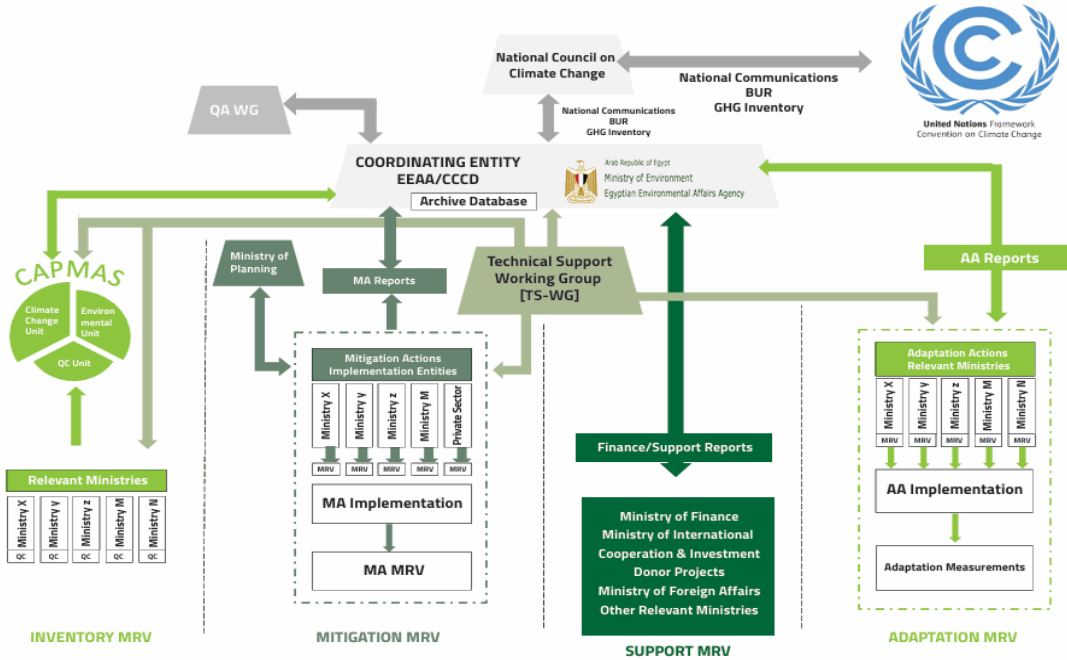 National Council on
Climate Change
National Communications
BUR
GHG Inventory
United Nations Framework
Convention on Climate Change
QA WG
National Communications
BUR
GHG Inventory
COORDINATING ENTITY
EEAA/CCCD
Archive Database
Arab Republic of Egypt
Ministry of Environment
Egyptian Environmental Affairs Agency
CAPMAS
Climate
Change
Unit
Environ
mental
Unit
QC Unit
Relevant Ministries
Ministry X
Ministry y
Ministry z
Ministry M
Ministry N
QC
QC
QC
QC
QC
INVENTORY MRV
Ministry of
Planning
MA Reports
Mitigation Actions
Implementation Entities
Ministry X
Ministry y
Ministry z
Ministry M
Private Sector
MRV
MRV
MRV
MRV
MRV
MA Implementation
MA MRV
MITIGATION MRV
Technical Support
Working Group
[TS-WG]
Finance/Support Reports
Ministry of Finance
Ministry of International
Cooperation & Investment
Donor Projects
Ministry of Foreign Affairs
Other Relevant Ministries
SUPPORT MRV
AA Reports
Adaptation Actions
Relevant Ministries
Ministry X
Ministry y
Ministry z
Ministry M
Ministry N
MRV
MRV
MRV
MRV
MRV
AA Implementation
Adaptation Measurements
ADAPTATION MRV